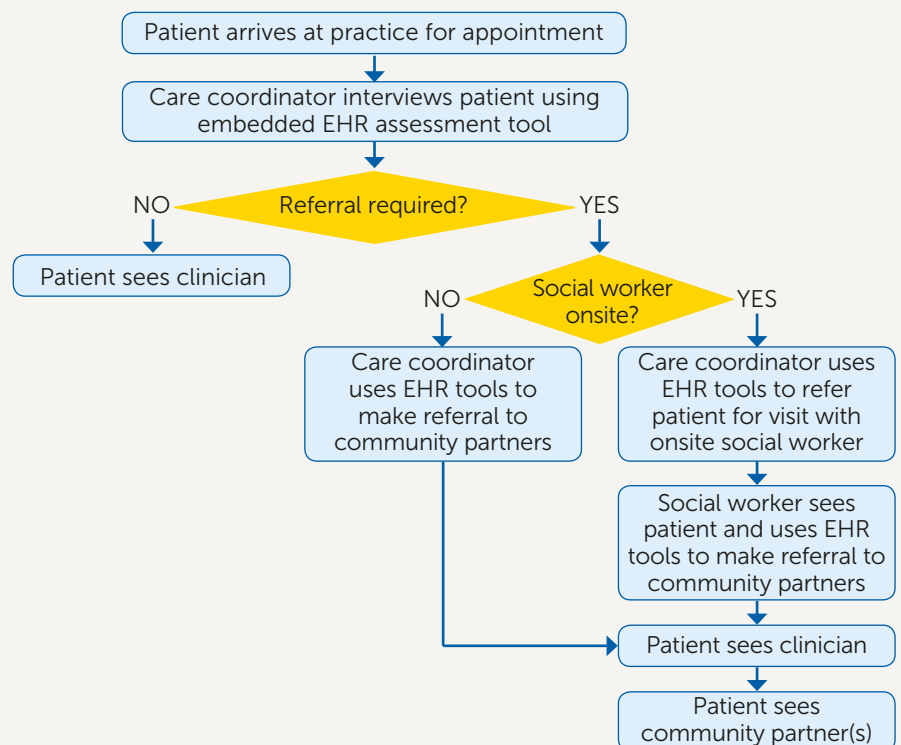 Patient arrives at practice for appointment
Care coordinator interviews patient using
embedded EHR assessment tool
NO
Referral required?
YES
Patient sees clinician
NO
Social worker
onsite?
YES
Care coordinator
uses EHR tools to
make referral to
community partners
Care coordinator uses
EHR tools to refer
patient for visit with
onsite social worker
Social worker sees
patient and uses EHR
tools to make referral to
community partners
Patient sees clinician
Patient sees
community partner(s)